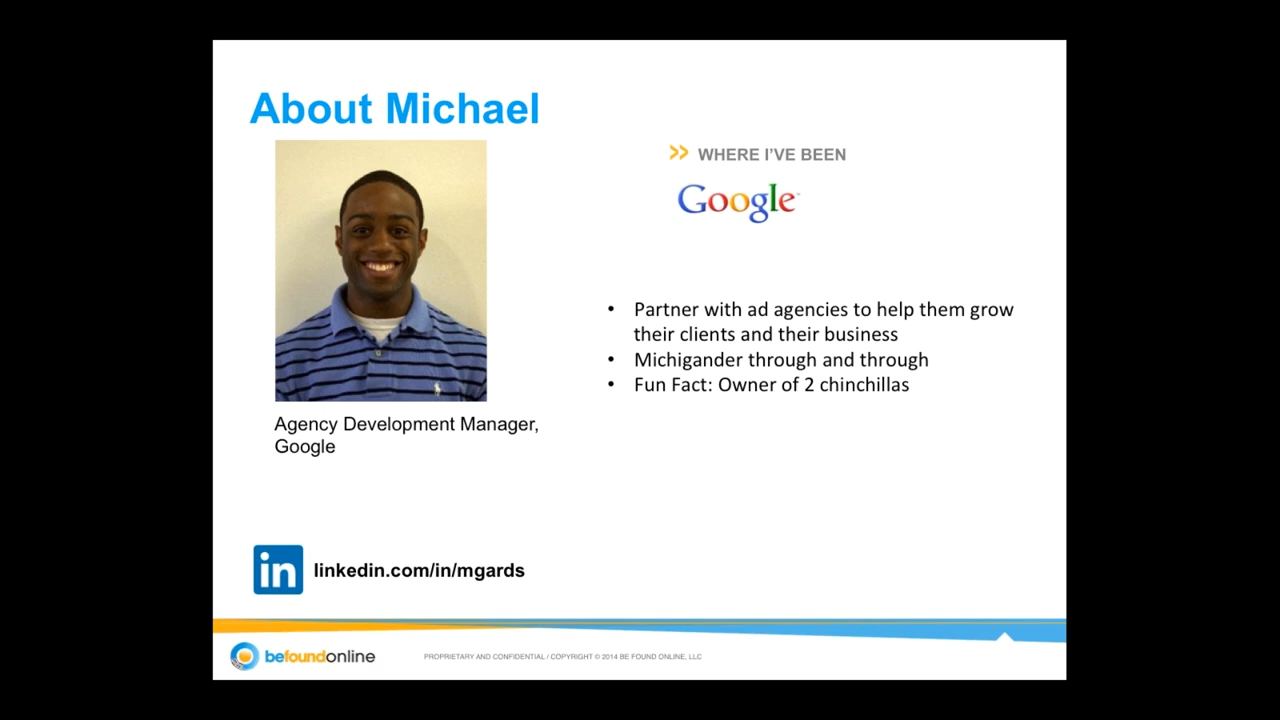 About Michael
WHERE I'VE BEEN
Google
• Partner with ad agencies to help them grow
their clients and their business
• Michigander through and through
• Fun Fact: Owner of 2 chinchillas
Agency Development Manager,
Google
in linkedin.com/in/mgards
befoundonline
PROPRIETARY AND CONFIDENTIAL / COPYRIGHT © 2014 BE FOUND ONLINE, LLC